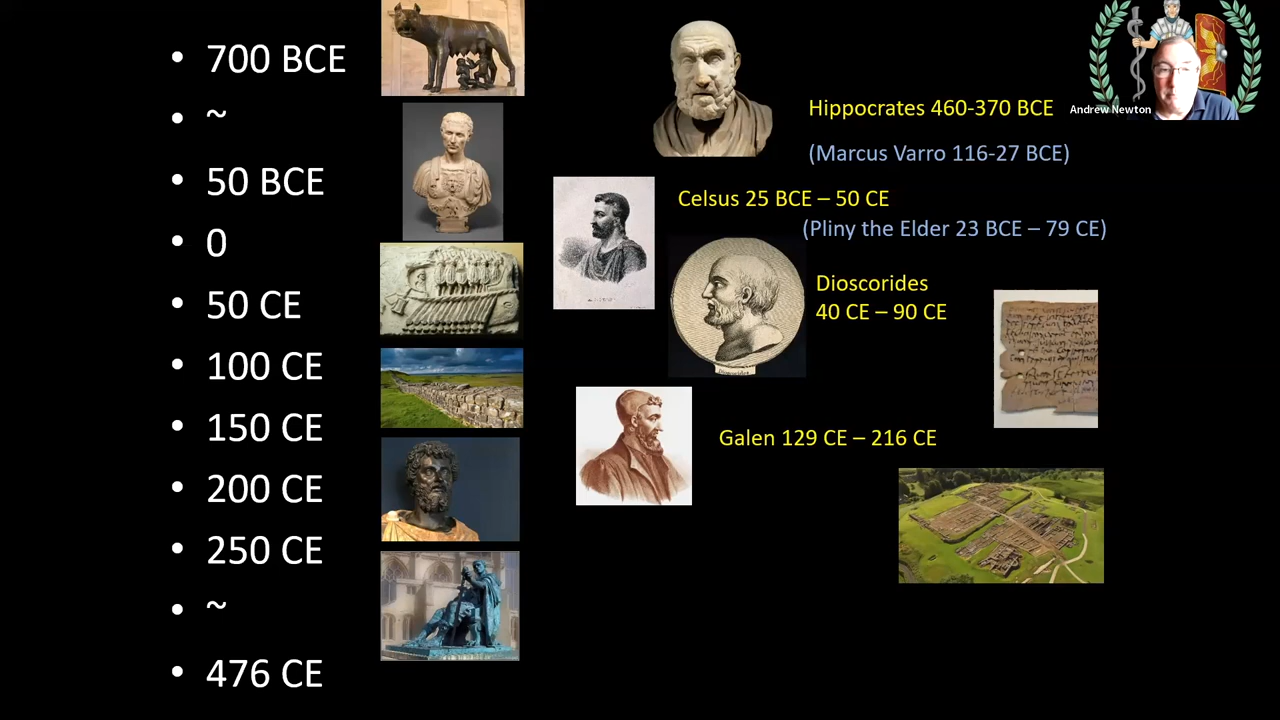 • 700 BCE
• ~
• 50 BCE
• 0
• 50 CE
• 100 CE
• 150 CE
• 200 CE
• 250 CE
• ~
• 476 CE
Hippocrates 460-370 BCE
(Marcus Varro 116-27 BCE)
Celsus 25 BCE – 50 CE
(Pliny the Elder 23 BCE – 79 CE)
Dioscorides
40 CE – 90 CE
Galen 129 CE – 216 CE
Andrew Newton
Dioscorides